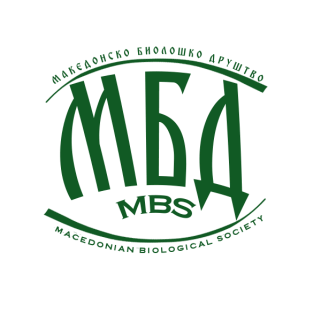 МАКЕДОНСКО БИОЛОШКО ДРУШТВО
МБД
MBS
MACEDONIAN BIOLOGICAL SOCIETY